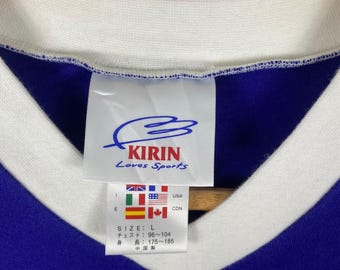 KIRIN
Loves Sports
I USA
E CDN
SIZE L
チェスト: 96~104
身 長: 175~185
中国製